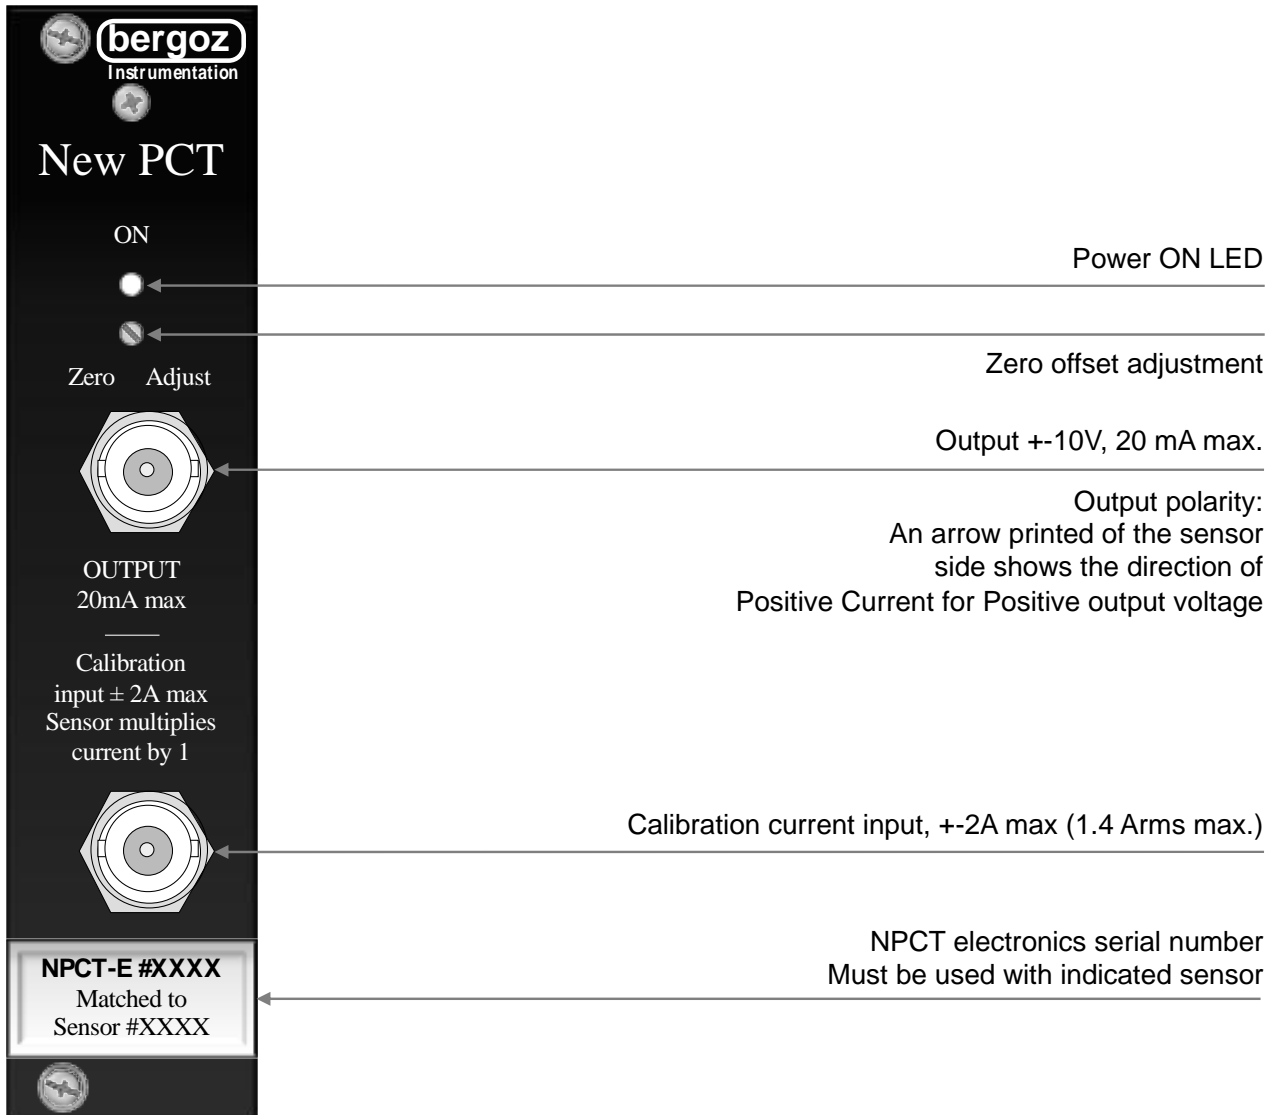 bergoz
Instrumentation
New PCT
ON
Zero Adjust
OUTPUT
20mA max
Calibration
input ± 2A max
Sensor multiplies
current by 1
NPCT-E #XXXX
Matched to
Sensor #XXXX
Power ON LED
Zero offset adjustment
Output +-10V, 20 mA max.
Output polarity:
An arrow printed of the sensor
side shows the direction of
Positive Current for Positive output voltage
Calibration current input, +-2A max (1.4 Arms max.)
NPCT electronics serial number
Must be used with indicated sensor